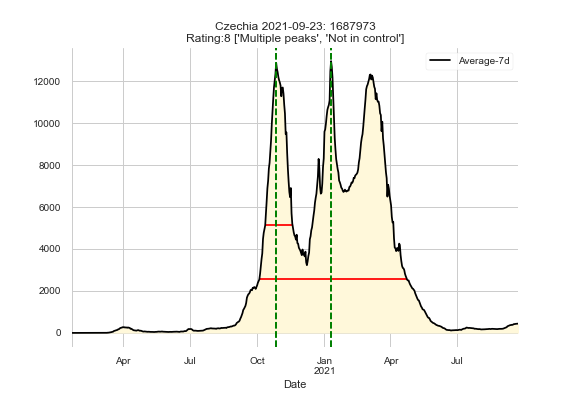 Czechia 2021-09-23: 1687973
Rating:8 ['Multiple peaks', 'Not in control']
Average-7d
12000
10000
8000
6000
4000
2000
0
Apr
Jul
Oct
Jan
2021
Apr
Jul
Date